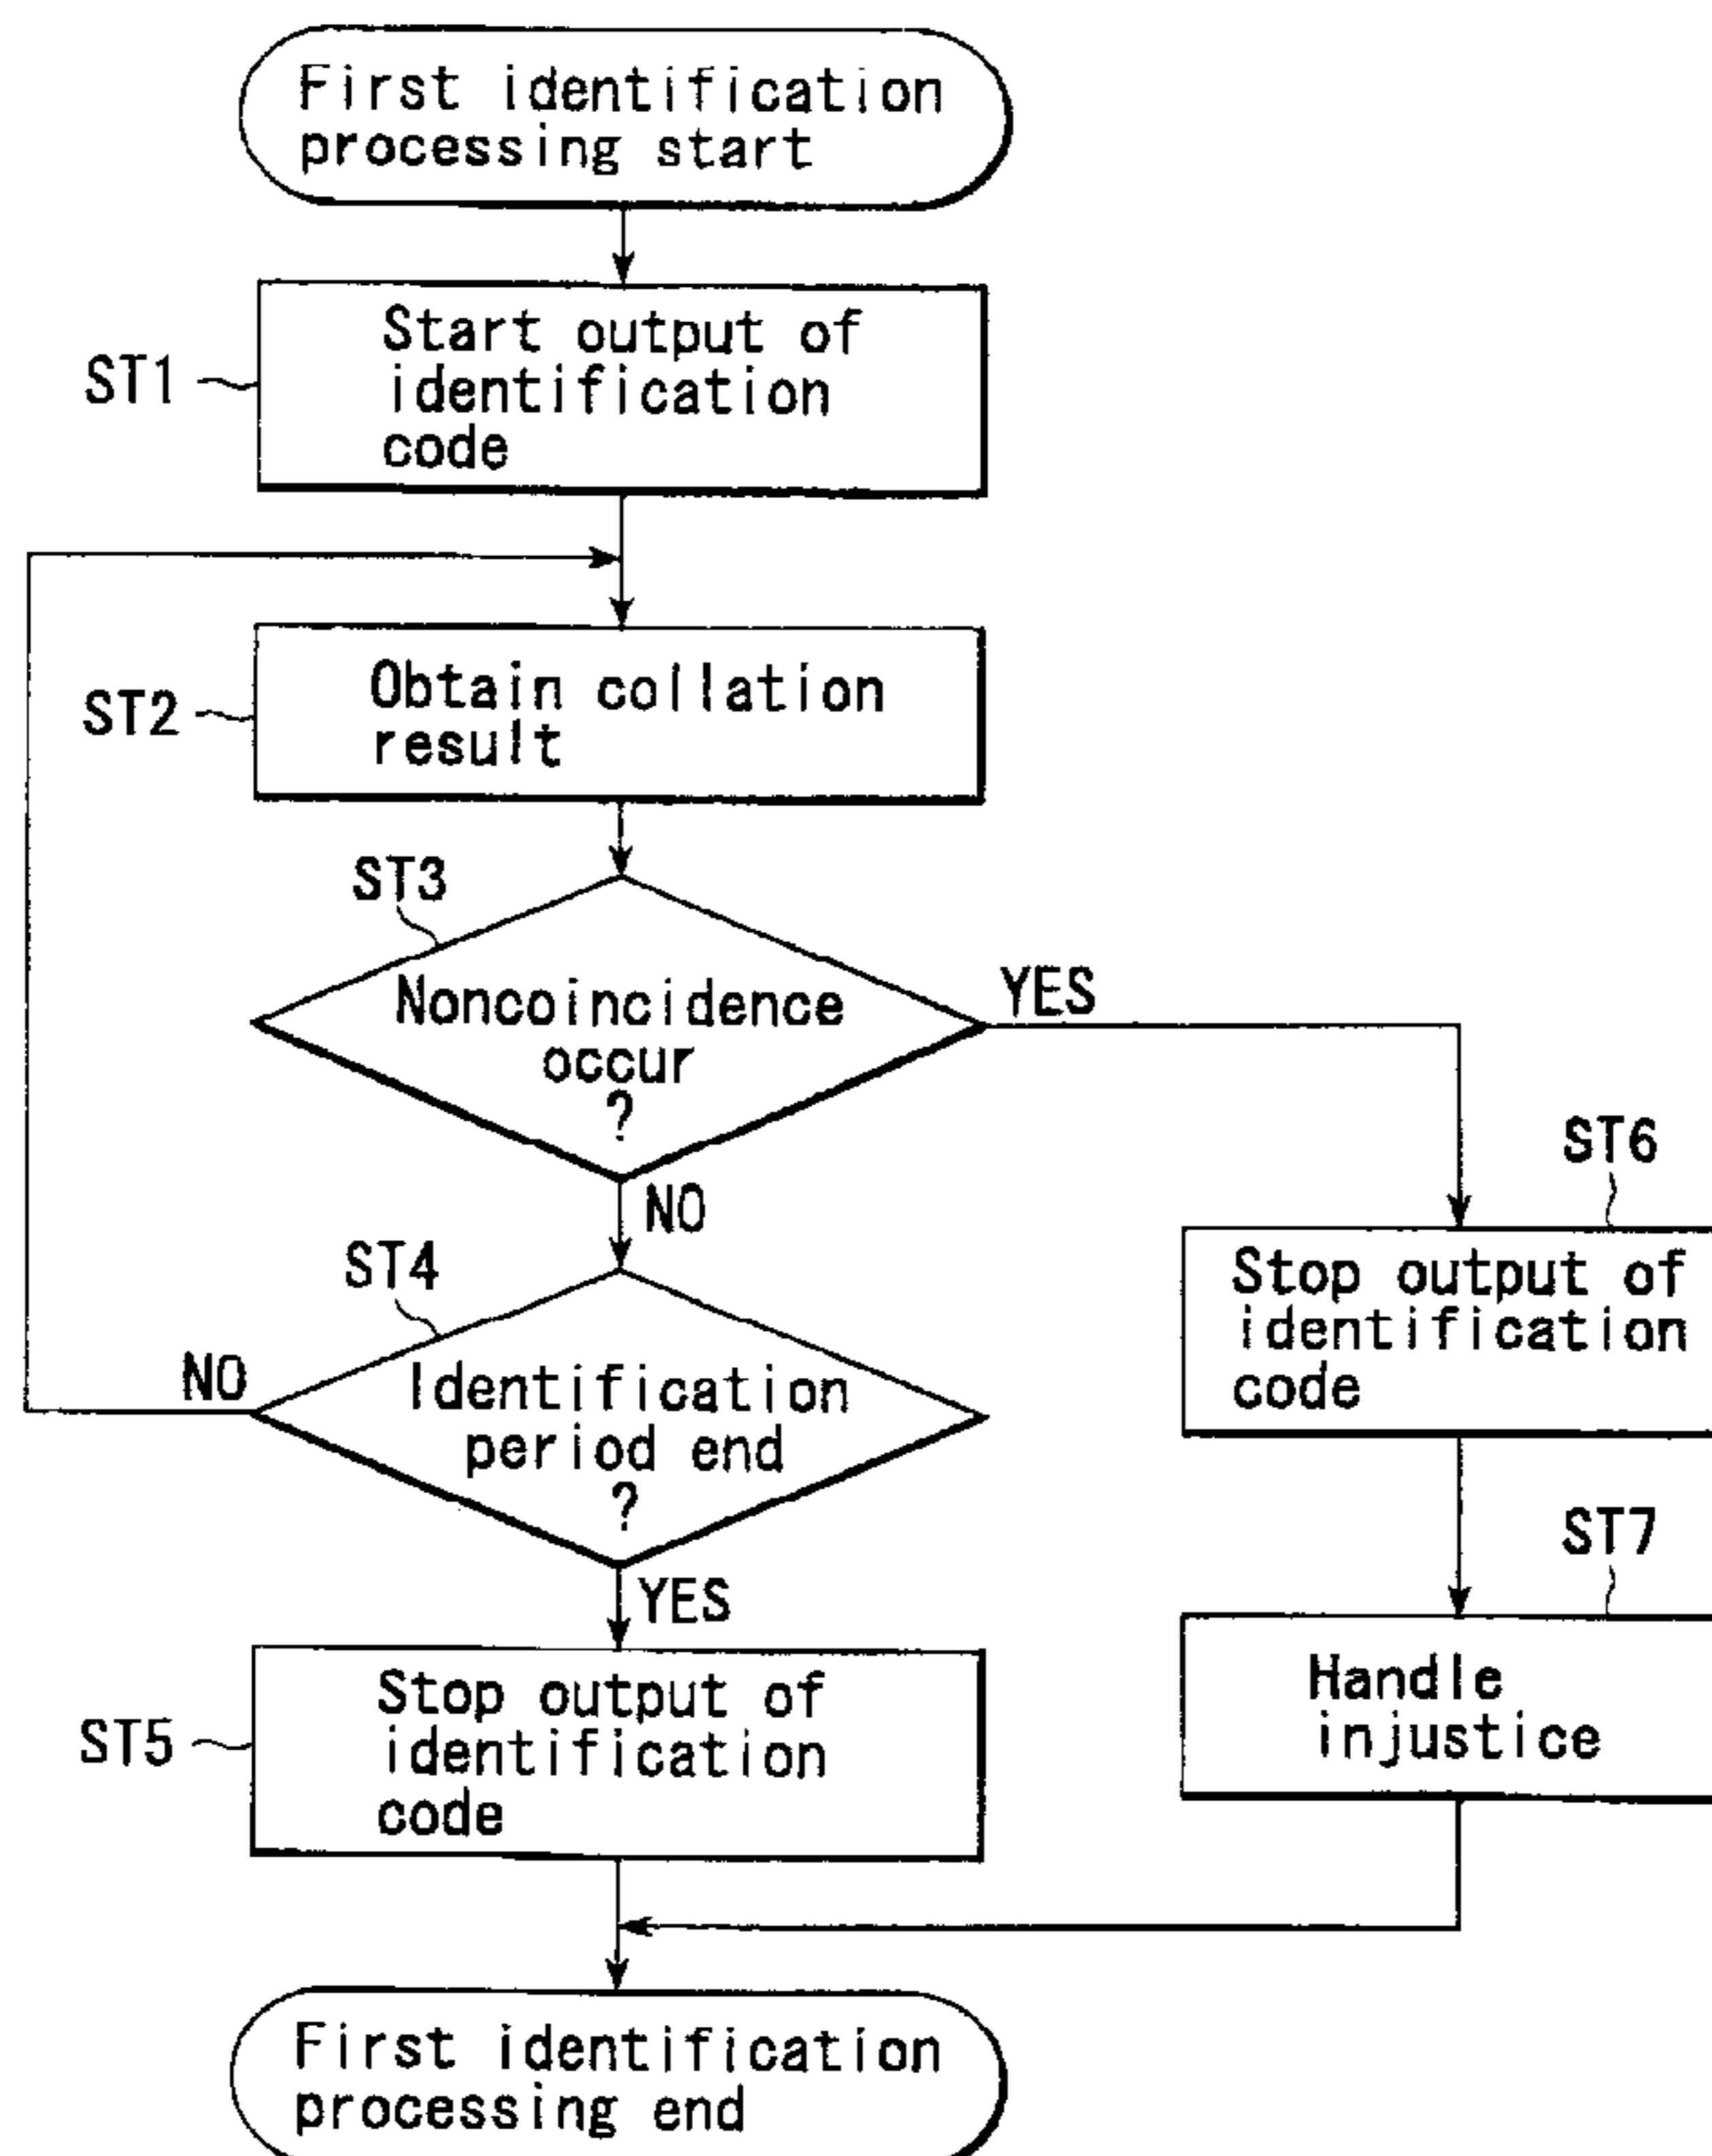 First identification
processing start
ST1
Start output of
identification
code
ST2
Obtain collation
result
ST3
Noncoincidence
occur
?
YES
NO
ST4
Identification
period end
?
NO
YES
ST5
Stop output of
identification
code
ST6
Stop output of
identification
code
ST7
Handle
injustice
First identification
processing end